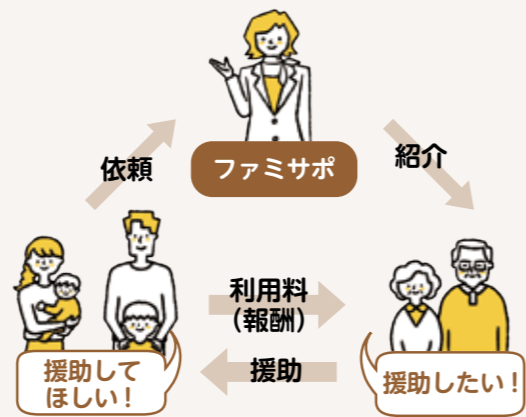 ファミサポ
依頼
紹介
利用料
（報酬）
援助
援助して
ほしい！
援助したい！